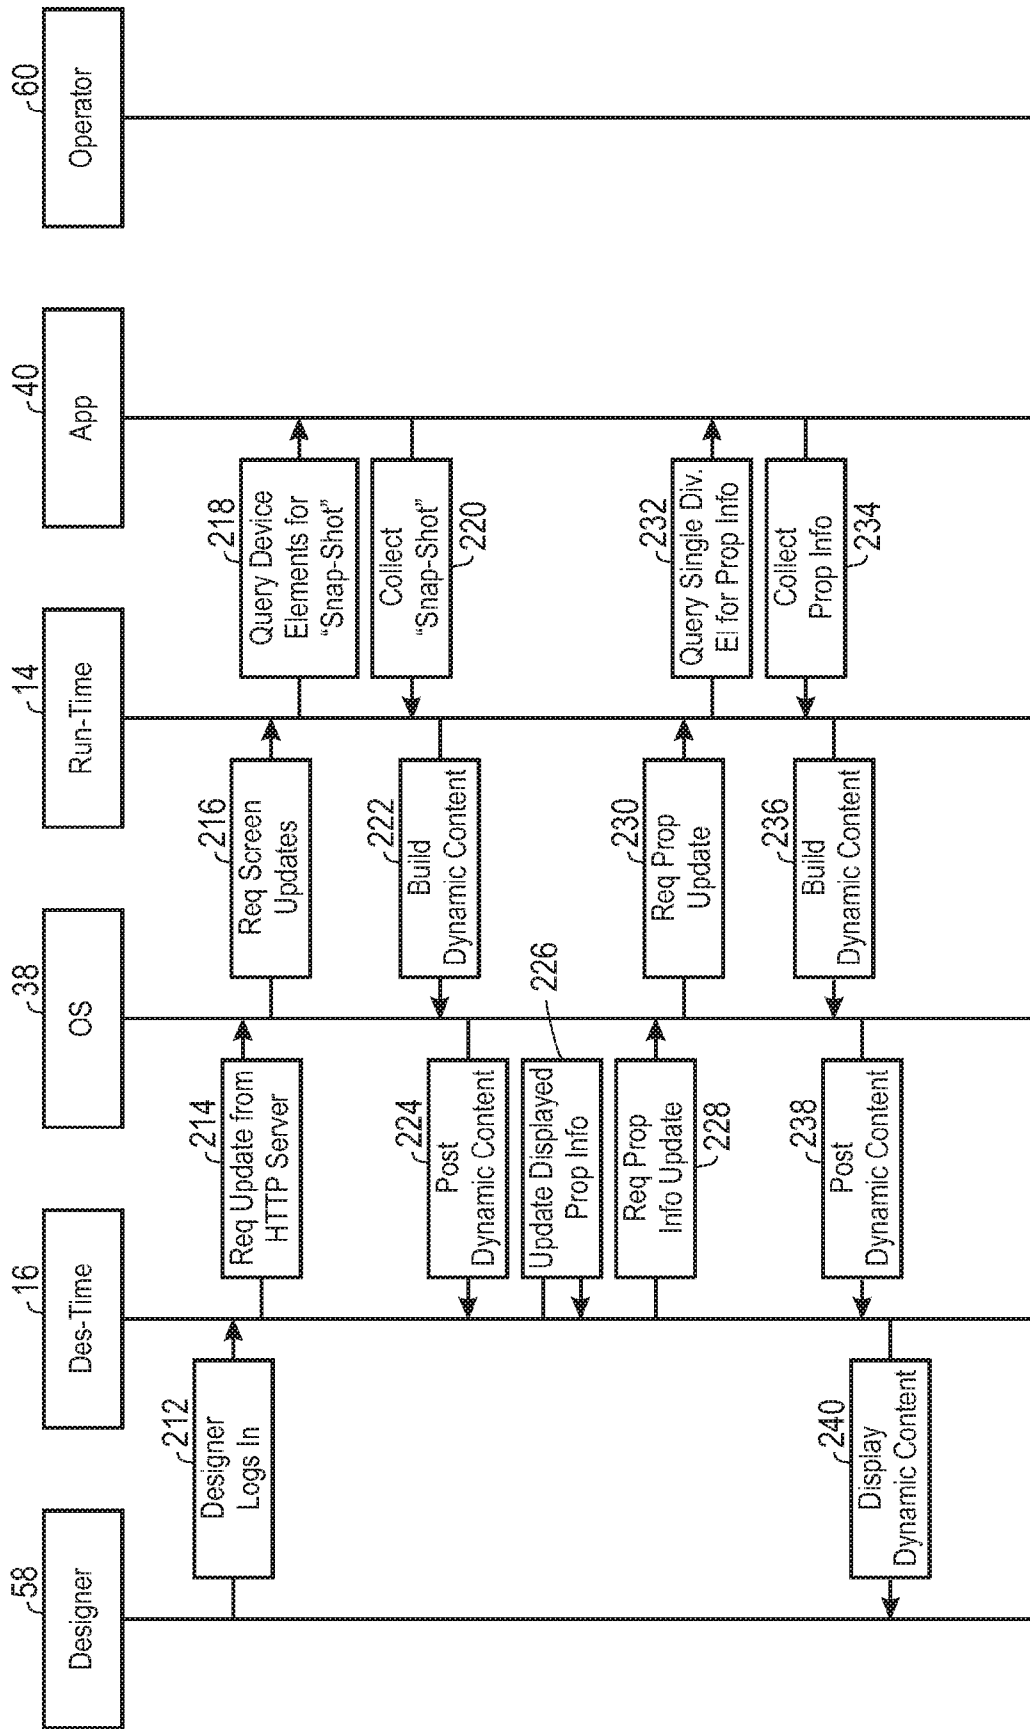 58
Designer
16
Des-Time
38
OS
14
Run-Time
40
App
60
Operator
212
Designer
Logs In
214
Req Update from
HTTP Server
216
Req Screen
Updates
218
Query Device
Elements for
“Snap-Shot”
Collect
“Snap-Shot”
220
222
Build
Dynamic Content
224
Post
Dynamic Content
Update Displayed
Prop Info
226
Req Prop
Info Update
228
230
Req Prop
Update
232
Query Single Div.
El for Prop Info
Collect
Prop Info
234
236
Build
Dynamic Content
238
Post
Dynamic Content
240
Display
Dynamic Content